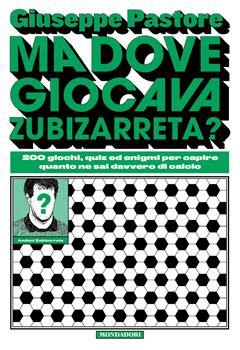 Giuseppe Pastore
MA DOVE
GIOCAVA
ZUBIZARRETA?
200 giochi, quiz ed enigmi per capire
quanto ne sai davvero di calcio
?
Andoni Zubizarreta
MONDADORI